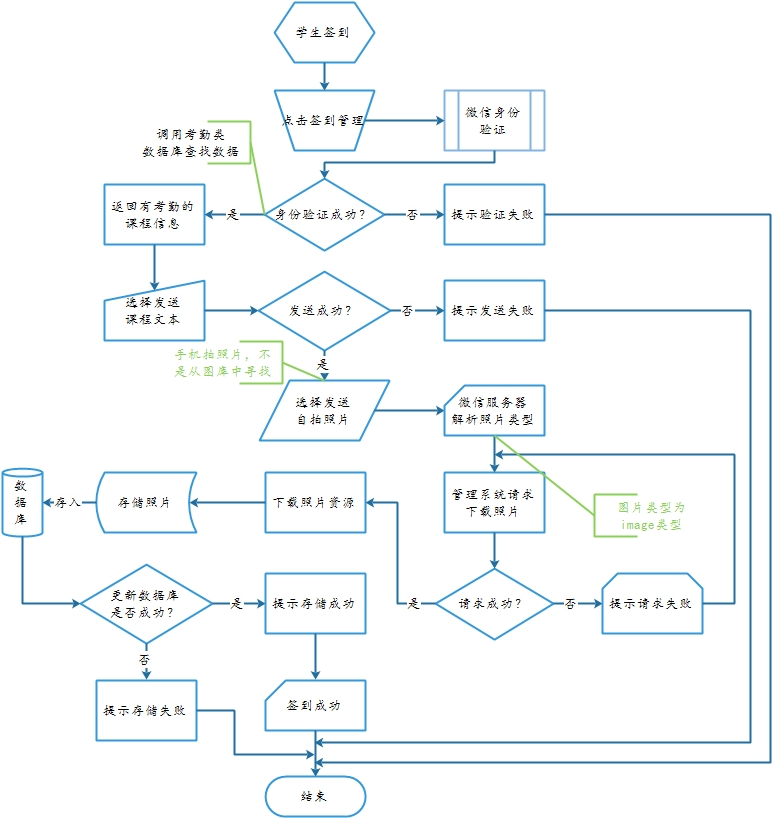 学生签到
点击签到管理
微信身份
验证
调用考勤类
数据库查找数据
返回有考勤的
课程信息
是
身份验证成功？
否
提示验证失败
选择发送
课程文本
发送成功？
否
提示发送失败
手机拍照片，不
是从图库中寻找
是
选择发送
自拍照片
微信服务器
解析照片类型
数
据
库
存入
存储照片
下载照片资源
管理系统请求
下载照片
图片类型为
image类型
更新数据库
是否成功？
是
提示存储成功
是
请求成功？
否
提示请求失败
否
提示存储失败
签到成功
结束